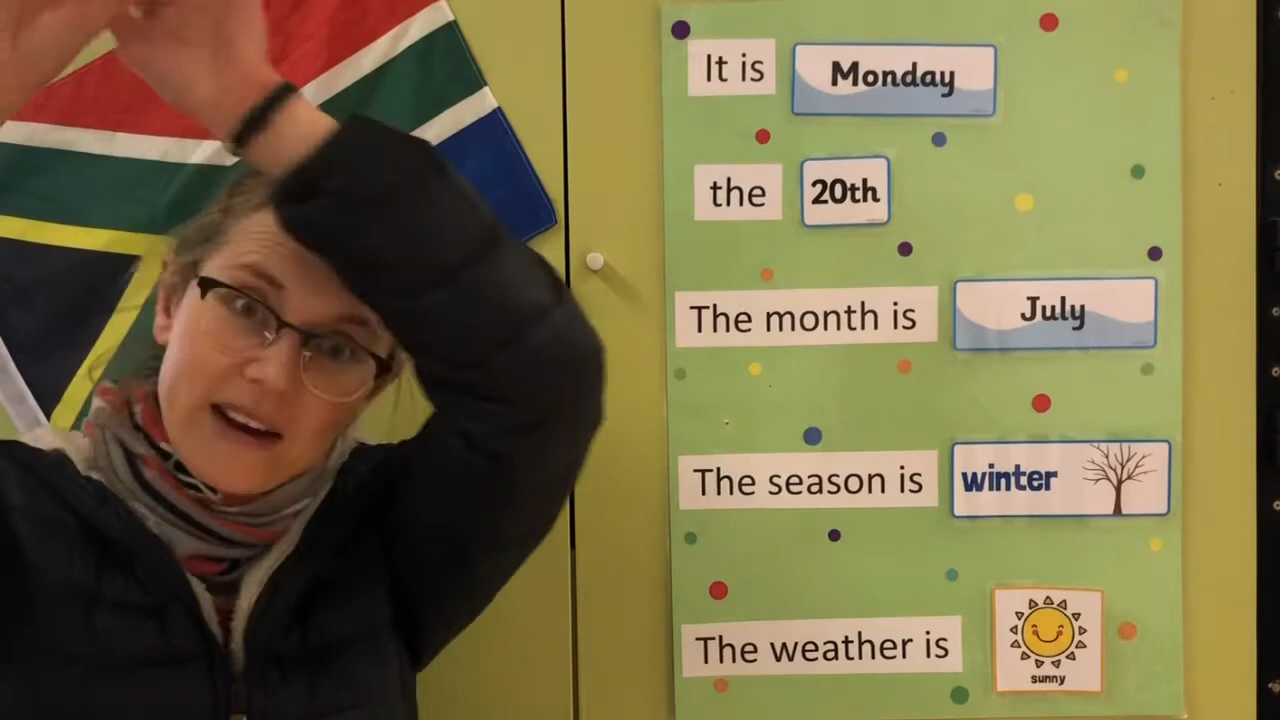 It is Monday
the 20th
The month is July
The season is winter
The weather is
sunny